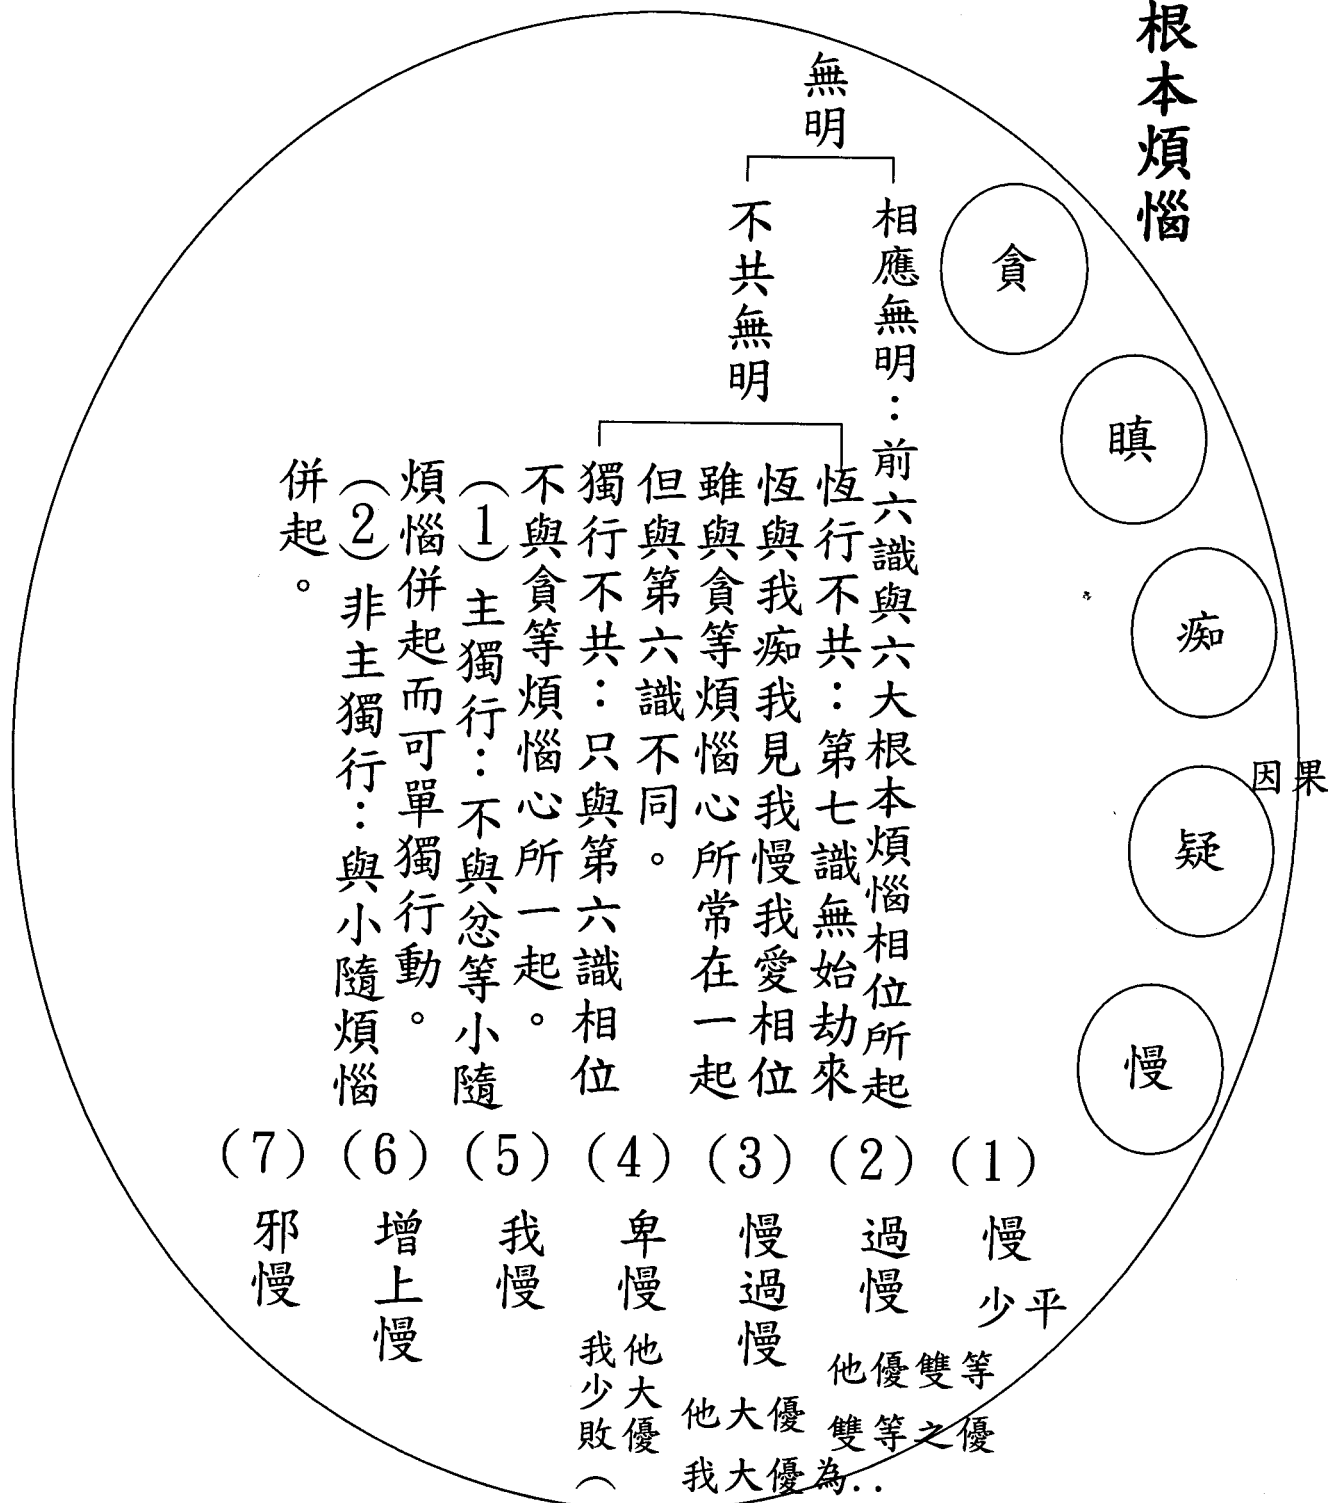 根本煩惱
貪
瞋
痴
疑
因果
慢
無明
相應無明：前六識與六大根本煩惱相位所起
不共無明
恆行不共：第七識無始劫來
恆與我痴我見我慢我愛相位
雖與貪等煩惱心所常在一起
但與第六識不同。
獨行不共：只與第六識相位
不與貪等煩惱心所一起。
（1）主獨行：不與忿等小隨
煩惱併起而可單獨行動。
（2）非主獨行：與小隨煩惱
併起。
(1)
慢
少平
(2)
過慢
他優雙等
雙等之優
(3)
慢過慢
他大優
我大優為..
(4)
卑慢
他大優
我少敗（
(5)
我慢
(6)
增上慢
(7)
邪慢